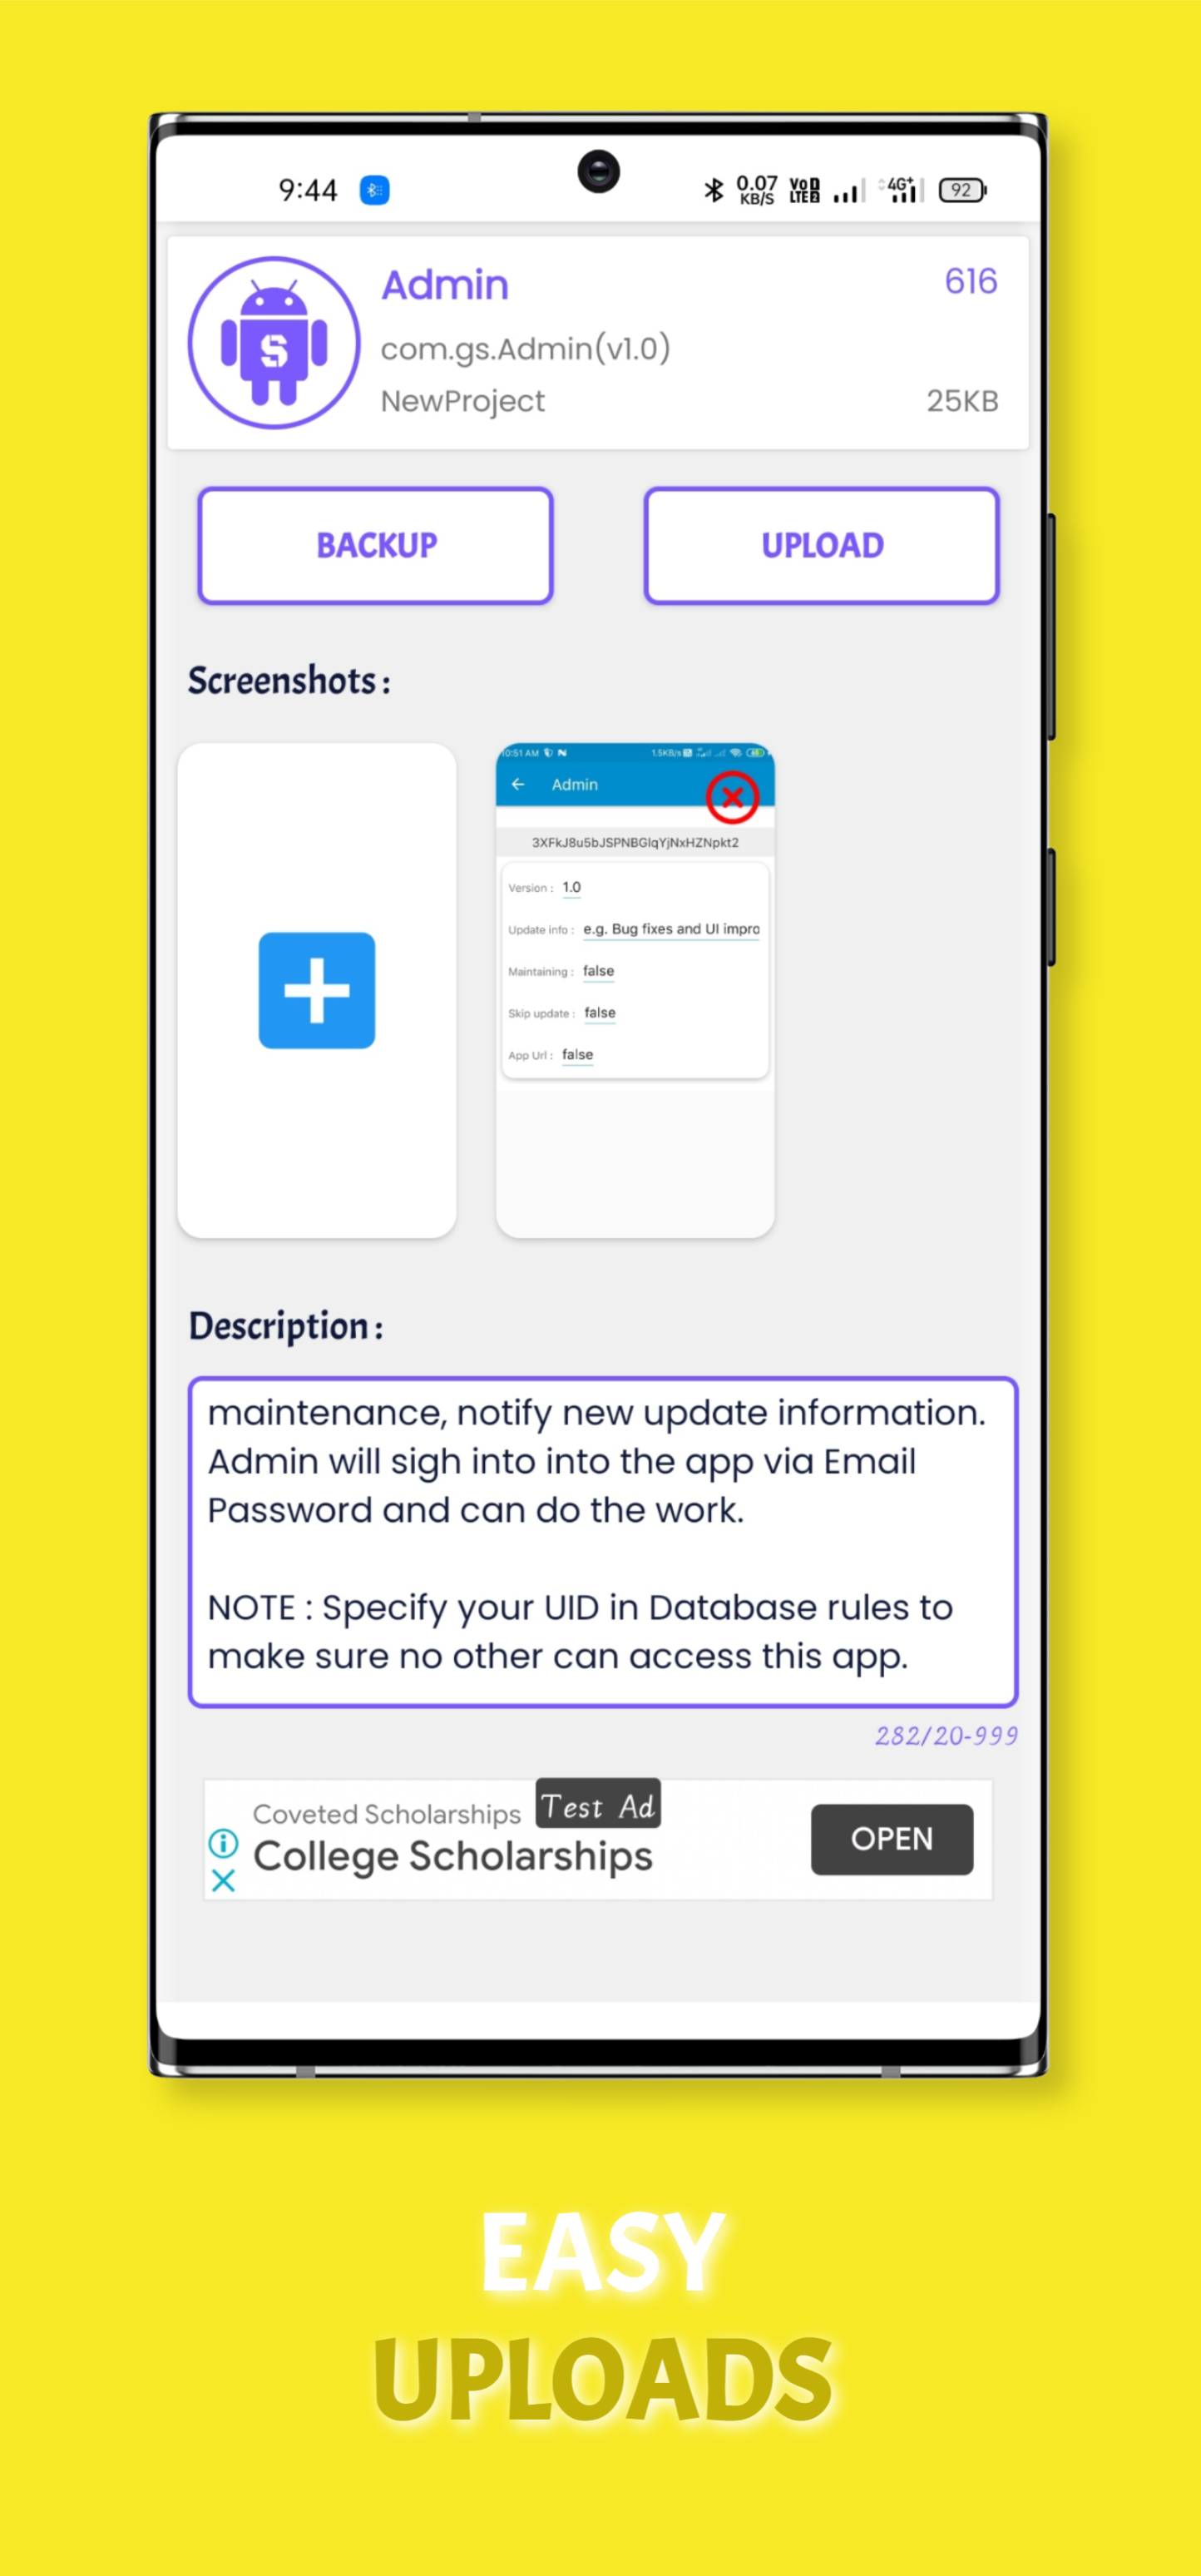 9:44
0.07
KB/S
VoD
LTE2
4G+
92
Admin
616
S
com.gs.Admin(v1.0)
NewProject
25KB
BACKUP
UPLOAD
Screenshots :
10:51 AM
1.5KB/s
Admin
3XFkJ8u5bJSPNBGlqYjNxHZNpkt2
Version : 1.0
Update info : e.g. Bug fixes and UI impro
Maintaining : false
Skip update : false
App Url : false
Description :
maintenance, notify new update information.
Admin will sigh into into the app via Email
Password and can do the work.
NOTE : Specify your UID in Database rules to
make sure no other can access this app.
282/20-999
Coveted Scholarships
Test Ad
College Scholarships
OPEN
EASY
UPLOADS